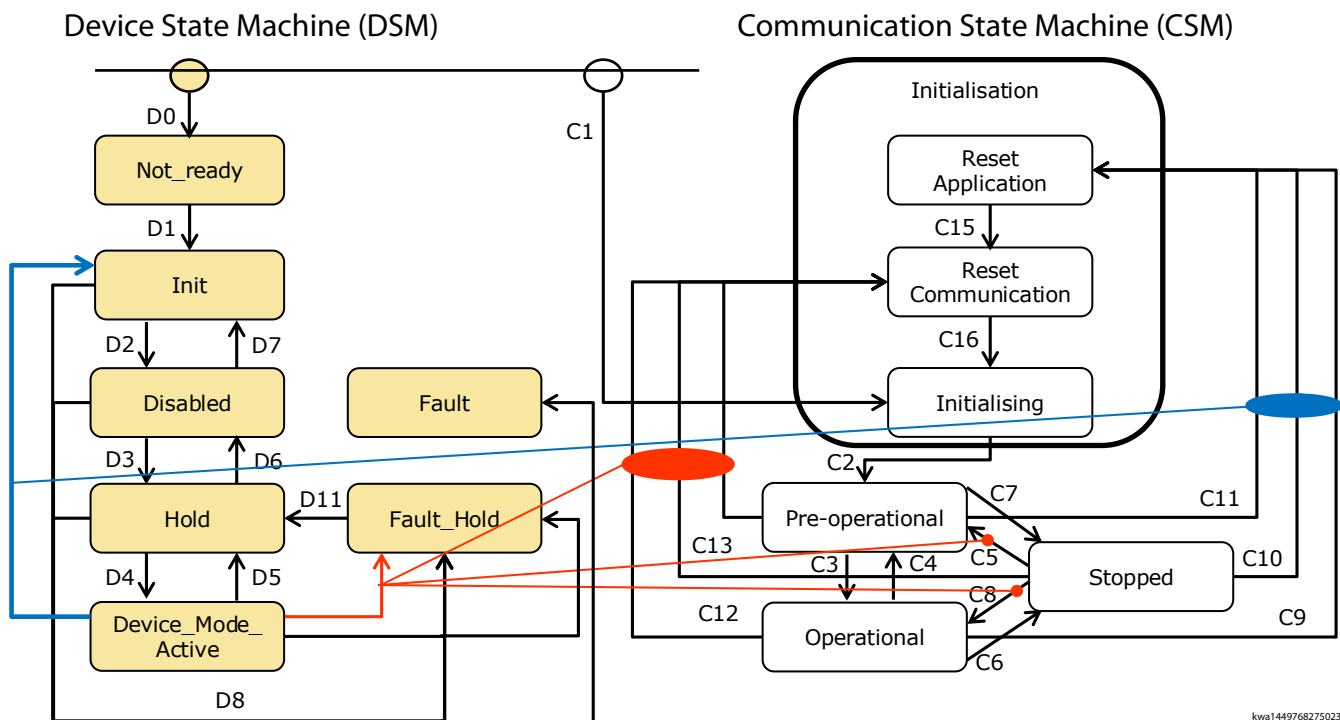 Device State Machine (DSM)
Communication State Machine (CSM)
D0
C1
Initialisation
Not_ready
Reset
Application
D1
C15
Init
Reset
Communication
D2
D7
C16
Disabled
Fault
Initialising
D3
D6
C2
D11
C7
C11
Hold
Fault_Hold
Pre-operational
C13
C5
C10
D4
D5
C3
C4
Stopped
C8
C12
C9
Device_Mode_
Active
Operational
C6
D8
kwa1449768275023